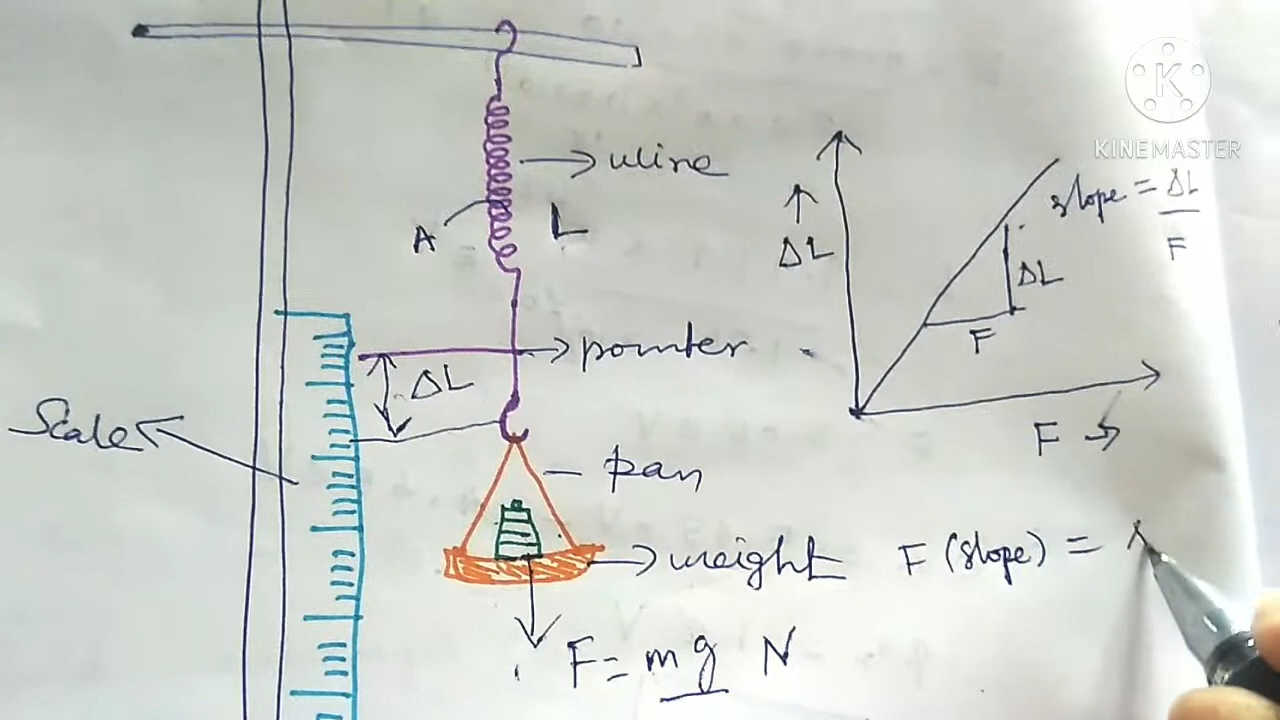 K
KINEMASTER
wire
A
L
slope = ΔL
F
ΔL
ΔL
F
pointer
ΔL
Scale
F →
pan
weight
F (slope) =
F = mg N